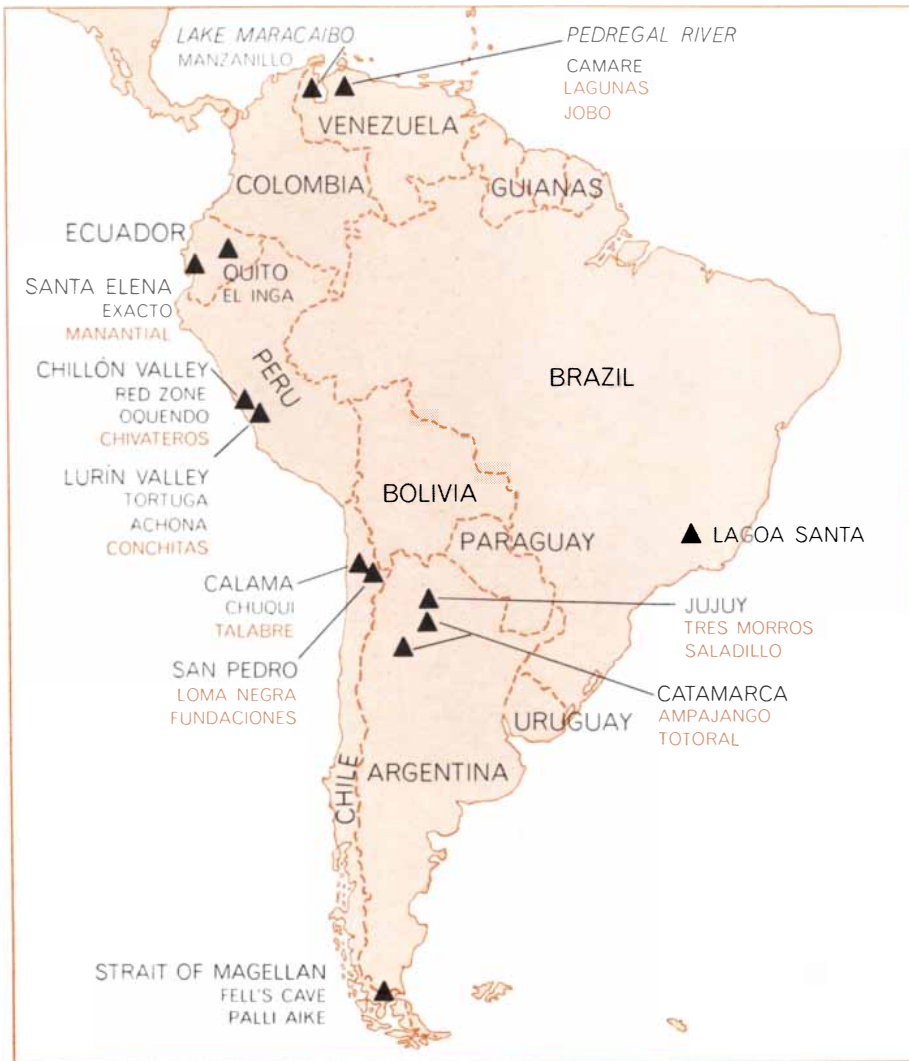 LAKE MARACAIBO
MANZANILLO
PEDREGAL RIVER
CAMARE
LAGUNAS
JOBO
VENEZUELA
COLOMBIA
GUIANAS
ECUADOR
QUITO
EL INGA
SANTA ELENA
EXACTO
MANANTIAL
CHILLÓN VALLEY
RED ZONE
OQUENDO
CHIVATEROS
PERU
BRAZIL
LURÍN VALLEY
TORTUGA
ACHONA
CONCHITAS
BOLIVIA
PARAGUAY
LAGOA SANTA
CALAMA
CHUQUI
TALABRE
JUJUY
TRES MORROS
SALADILLO
SAN PEDRO
LOMA NEGRA
FUNDACIONES
CATAMARCA
AMPAJANGO
TOTORAL
URUGUAY
CHILE
ARGENTINA
STRAIT OF MAGELLAN
FELL'S CAVE
PALLI AIKE